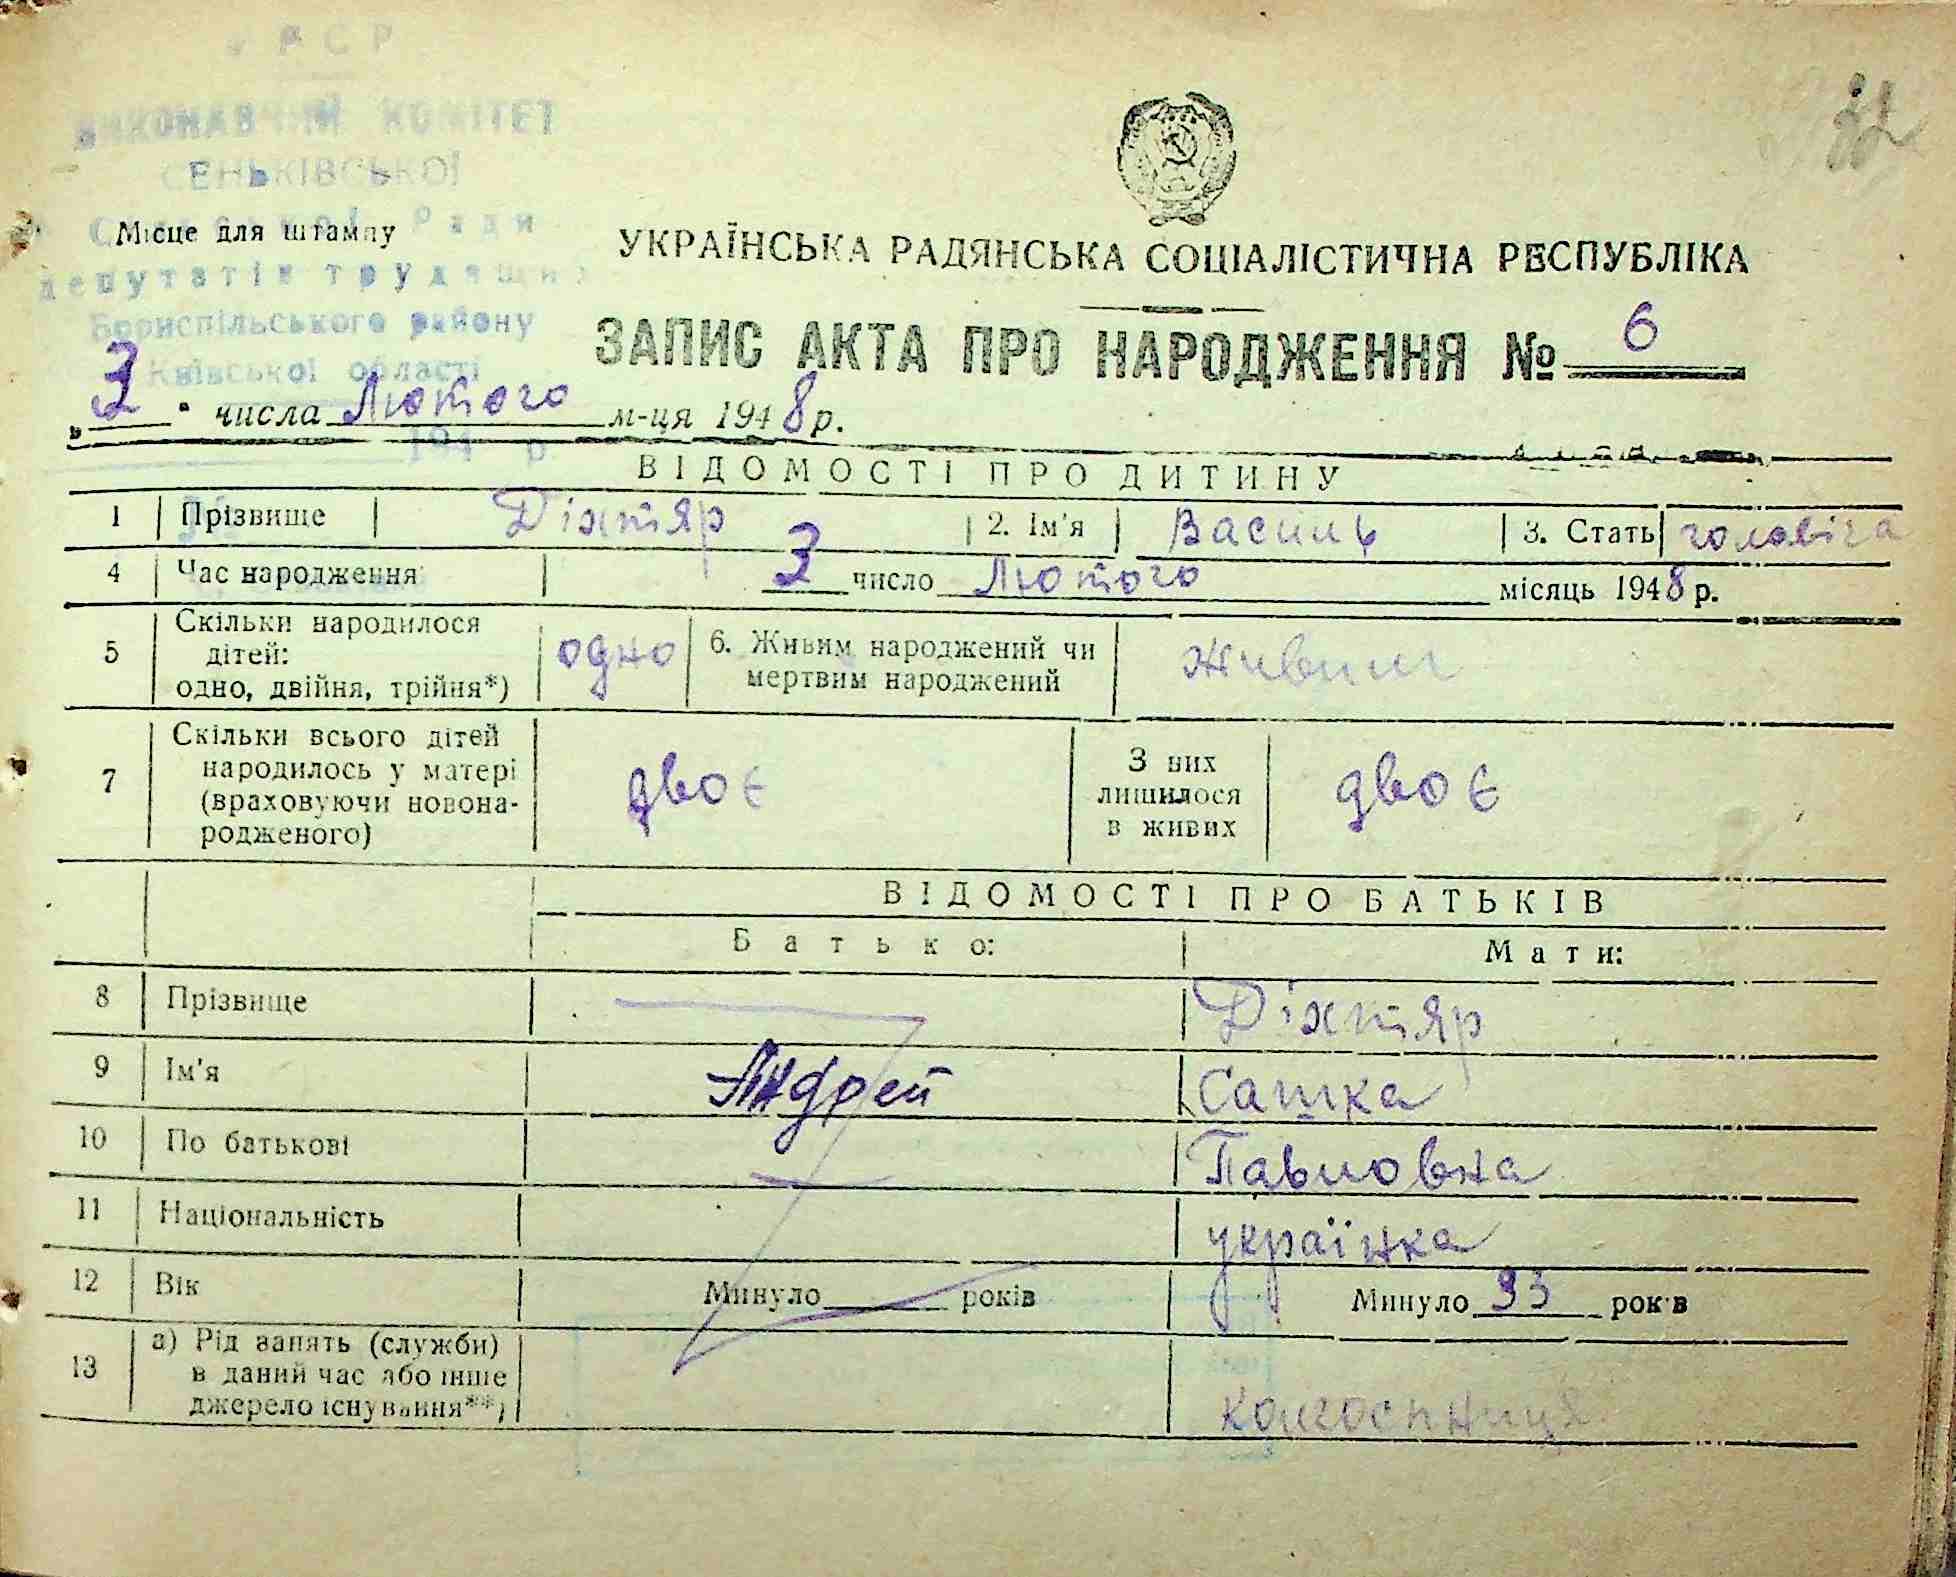 УРСР
ВИКОНАВЧИЙ КОМІТЕТ
СЕНЬКІВСЬКОЇ
Сільської Ради
депутатів трудящих
Бориспільського району
Київської області
194 р.
Місце для штампу
УКРАЇНСЬКА РАДЯНСЬКА СОЦІАЛІСТИЧНА РЕСПУБЛІКА
ЗАПИС АКТА ПРО НАРОДЖЕННЯ № 6
„3" числа Лютого м-ця 1948 р.
ВІДОМОСТІ ПРО ДИТИНУ
1 Прізвище Діхтяр 2. Ім'я Василь 3. Стать чоловіча
4 Час народження 3 число Лютого місяць 1948 р.
5 Скільки народилося дітей: одно, двійня, трійня*) одно 6. Живим народжений чи мертвим народжений живим
7 Скільки всього дітей народилось у матері (враховуючи новона-родженого) двоє З них лишилося в живих двоє
ВІДОМОСТІ ПРО БАТЬКІВ
Батько: Мати:
8 Прізвище Діхтяр
9 Ім'я Андрей Сашка
10 По батькові Павловна
11 Національність українка
12 Вік Минуло років Минуло 33 років
13 а) Рід занять (служби) в даний час або інше джерело існування**) колгоспниця